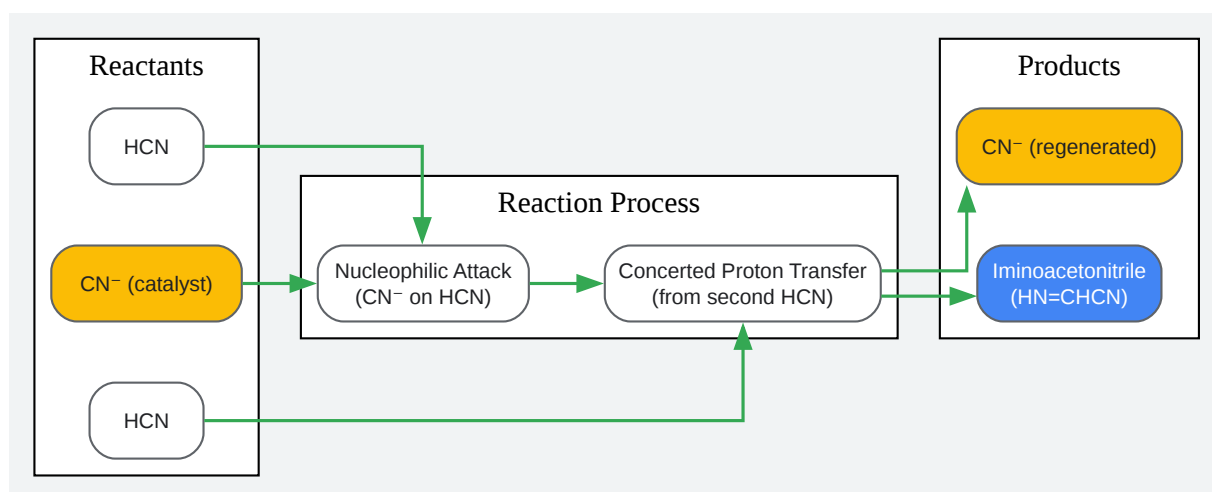 Reactants
HCN
CN⁻ (catalyst)
HCN
Reaction Process
Nucleophilic Attack
(CN⁻ on HCN)
Concerted Proton Transfer
(from second HCN)
Products
CN⁻ (regenerated)
Iminoacetonitrile
(HN=CHCN)